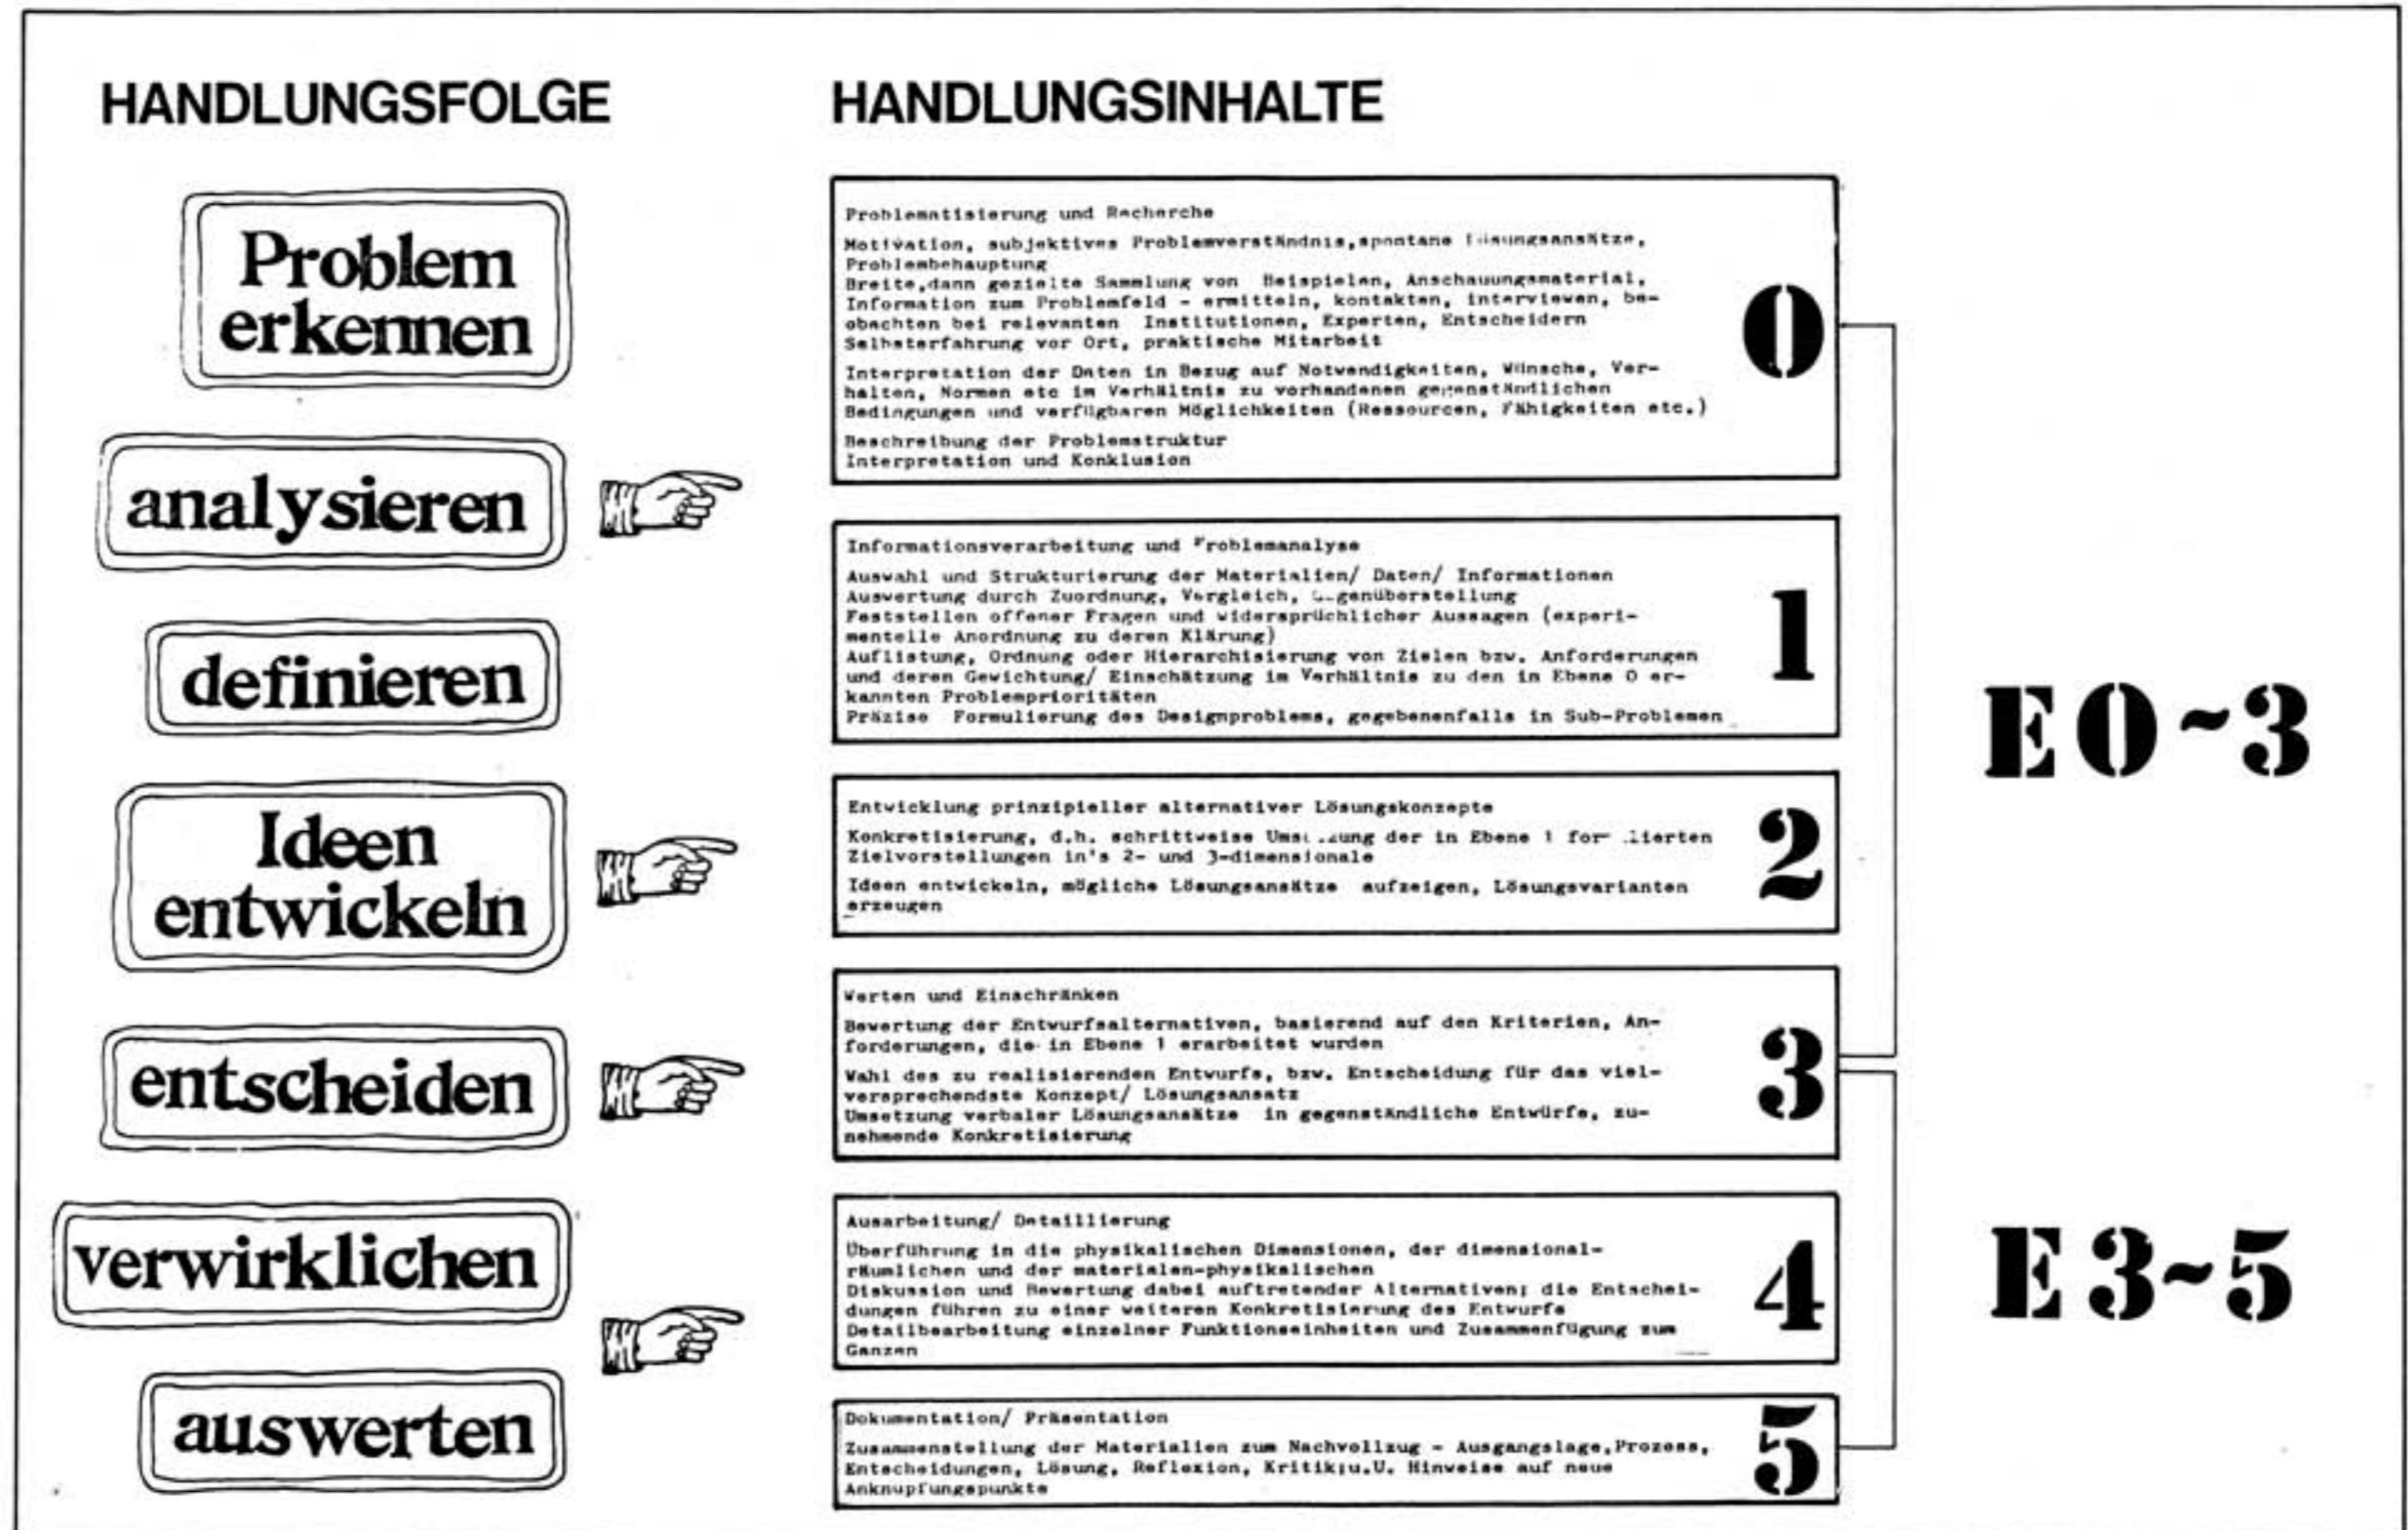 HANDLUNGSFOLGE
Problem
erkennen
analysieren
definieren
Ideen
entwickeln
entscheiden
verwirklichen
auswerten
HANDLUNGSINHALTE
Problematisierung und Recherche
Motivation, subjektives Problemverständnis,spontane Lösungsansätze,
Problembehauptung
Breite,dann gezielte Sammlung von Beispielen, Anschauungsmaterial,
Information zum Problemfeld - ermitteln, kontakten, interviewen, be-
obachten bei relevanten Institutionen, Experten, Entscheidern
Selbsterfahrung vor Ort, praktische Mitarbeit
Interpretation der Daten in Bezug auf Notwendigkeiten, Wünsche, Ver-
halten, Normen etc im Verhältnis zu vorhandenen gegenständlichen
Bedingungen und verfügbaren Möglichkeiten (Ressourcen, Fähigkeiten etc.)
Beschreibung der Problemstruktur
Interpretation und Konklusion
0
Informationsverarbeitung und Problemanalyse
Auswahl und Strukturierung der Materialien/ Daten/ Informationen
Auswertung durch Zuordnung, Vergleich, Gegenüberstellung
Feststellen offener Fragen und widersprüchlicher Aussagen (experi-
mentelle Anordnung zu deren Klärung)
Auflistung, Ordnung oder Hierarchisierung von Zielen bzw. Anforderungen
und deren Gewichtung/ Einschätzung im Verhältnis zu den in Ebene 0 er-
kannten Problemprioritäten
Präzise Formulierung des Designproblems, gegebenenfalls in Sub-Problemen
1
Entwicklung prinzipieller alternativer Lösungskonzepte
Konkretisierung, d.h. schrittweise der in Ebene 1
Zielvorstellungen in's 2- und 3-dimensionale
Ideen entwickeln, mögliche Lösungsansätze aufzeigen, Lösungsvarianten
erzeugen
2
Werten und Einschränken
Bewertung der Entwurfsalternativen, basierend auf den Kriterien, An-
forderungen, die in Ebene 1 erarbeitet wurden
Wahl des zu realisierenden Entwurfs, bzw. Entscheidung für das viel-
versprechendste Konzept/ Lösungsansatz
Umsetzung verbaler Lösungsansätze in gegenständliche Entwürfe, zu-
nehmende Konkretisierung
3
Ausarbeitung/ Detaillierung
Überführung in die physikalischen Dimensionen, der dimensional-
räumlichen und der materialen-physikalischen
Diskussion und Bewertung dabei auftretender Alternativen; die Entschei-
dungen führen zu einer weiteren Konkretisierung des Entwurfs
Detailbearbeitung einzelner Funktionseinheiten und Zusammenfügung zum
Ganzen
4
Dokumentation/ Präsentation
Zusammenstellung der Materialien zum Nachvollzug - Ausgangslage,Prozess,
Entscheidungen, Lösung, Reflexion, Kritik;u.U. Hinweise auf neue
Anknupfungspunkte
5
E 0~3
E 3~5